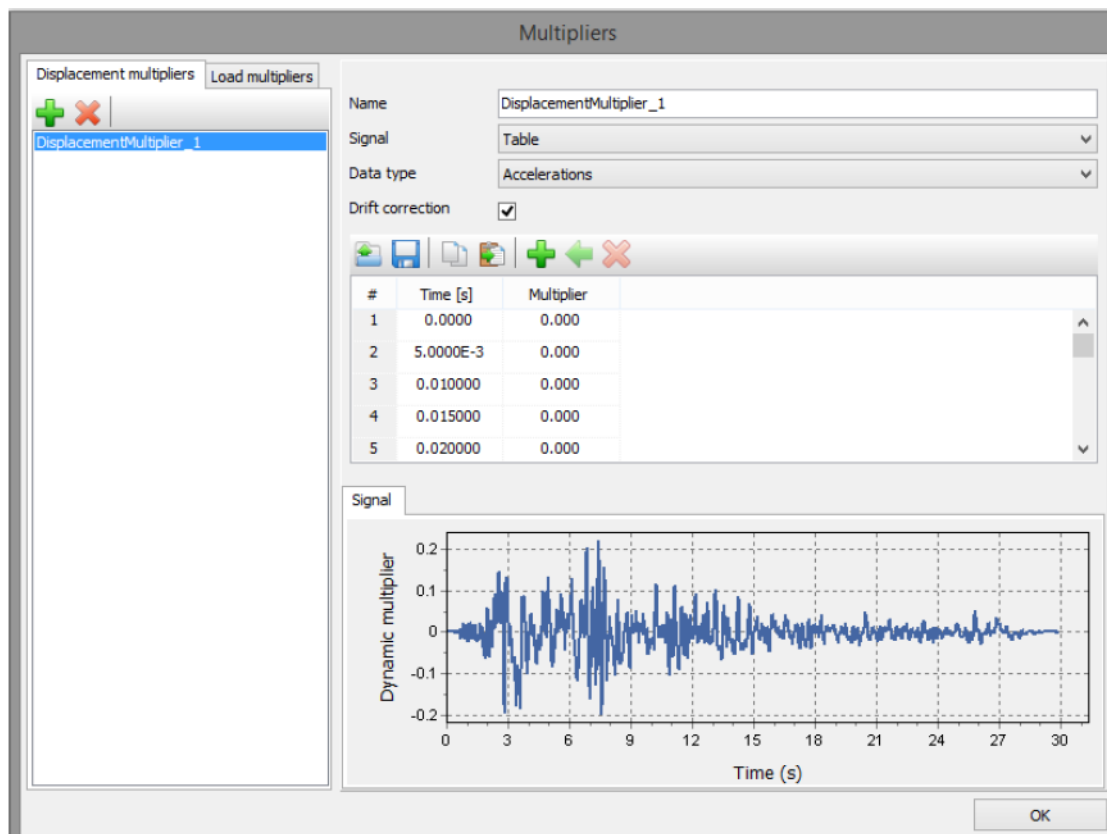 Multipliers
Displacement multipliers
Load multipliers
DisplacementMultiplier_1
Name
DisplacementMultiplier_1
Signal
Table
Data type
Accelerations
Drift correction
# Time [s] Multiplier
1 0.0000 0.000
2 5.0000E-3 0.000
3 0.010000 0.000
4 0.015000 0.000
5 0.020000 0.000
Signal
Dynamic multiplier
0.2
0.1
0
-0.1
-0.2
0 3 6 9 12 15 18 21 24 27 30
Time (s)
OK